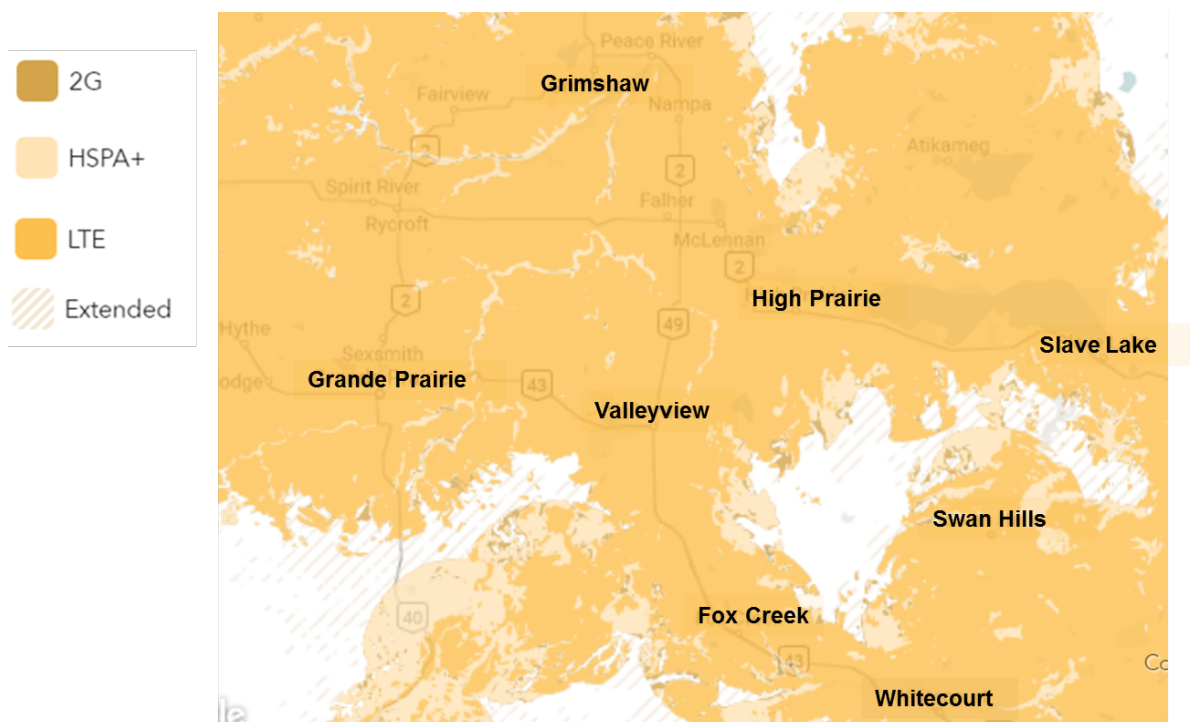 2G
HSPA+
LTE
Extended
Peace River
Grimshaw
Fairview
Nampa
2
Atikameg
2
Spirit River
Falher
Rycroft
McLennan
2
2
High Prairie
49
Hythe
Slave Lake
Sexsmith
Grande Prairie
43
Valleyview
Swan Hills
40
Fox Creek
43
Whitecourt